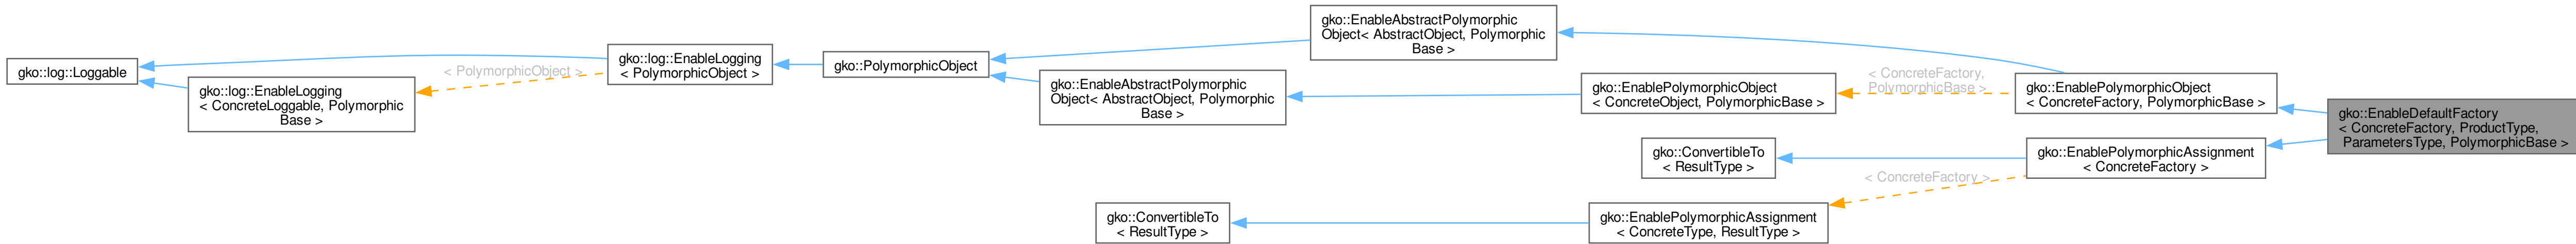 gko::log::Loggable
gko::log::EnableLogging
< ConcreteLoggable, Polymorphic
Base >
< PolymorphicObject >
gko::log::EnableLogging
< PolymorphicObject >
gko::PolymorphicObject
gko::EnableAbstractPolymorphic
Object< AbstractObject, Polymorphic
Base >
gko::EnableAbstractPolymorphic
Object< AbstractObject, Polymorphic
Base >
gko::EnablePolymorphicObject
< ConcreteObject, PolymorphicBase >
< ConcreteFactory,
PolymorphicBase >
gko::EnablePolymorphicObject
< ConcreteFactory, PolymorphicBase >
gko::EnableDefaultFactory
< ConcreteFactory, ProductType,
ParametersType, PolymorphicBase >
gko::ConvertibleTo
< ResultType >
gko::EnablePolymorphicAssignment
< ConcreteFactory >
< ConcreteFactory >
gko::ConvertibleTo
< ResultType >
gko::EnablePolymorphicAssignment
< ConcreteType, ResultType >